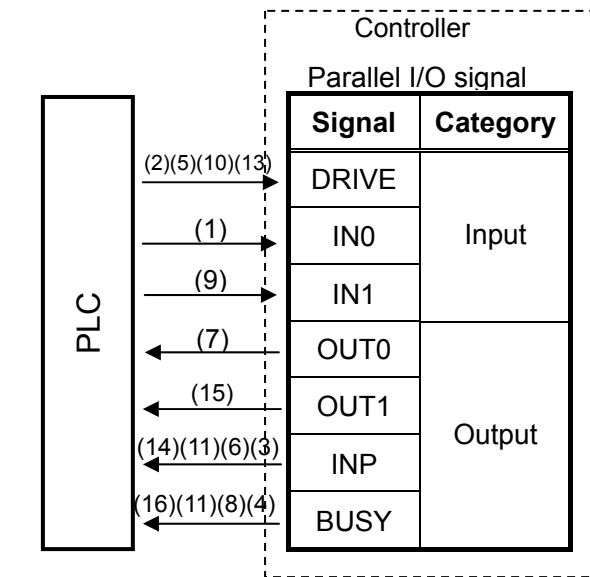 Controller
Parallel I/O signal
Signal Category
(2)(5)(10)(13) DRIVE
(1) IN0 Input
(9) IN1
PLC
(7) OUT0
(15) OUT1
Output
(14)(11)(6)(3) INP
(16)(11)(8)(4) BUSY